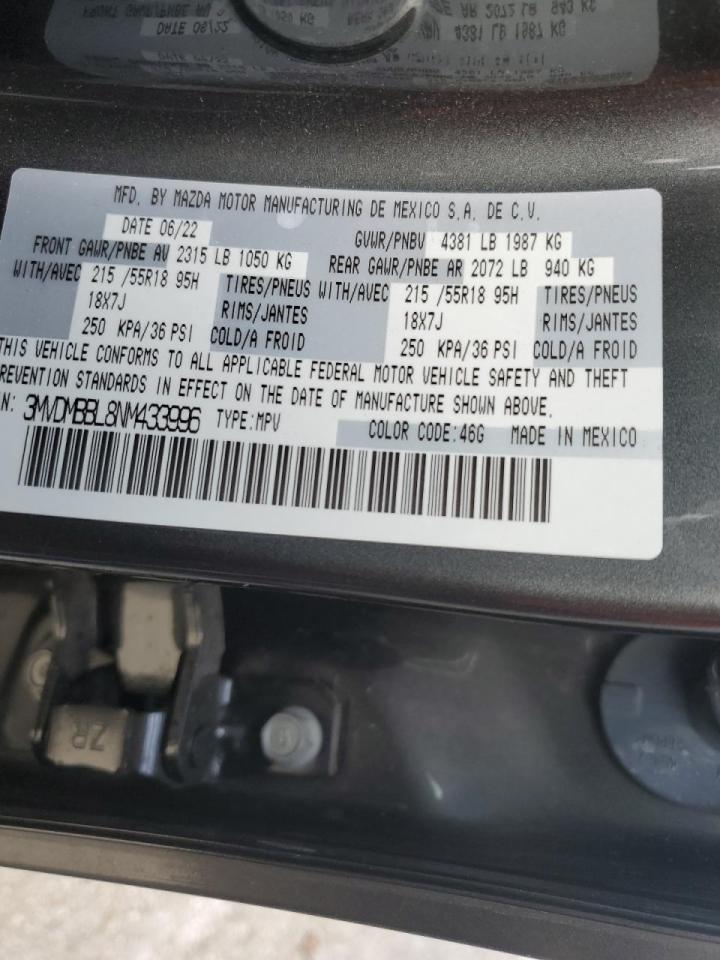 MFD. BY MAZDA MOTOR MANUFACTURING DE MEXICO S.A. DE C.V.
DATE 06/22 GVWR/PNBV 4381 LB 1987 KG
FRONT GAWR/PNBE AV 2315 LB 1050 KG REAR GAWR/PNBE AR 2072 LB 940 KG
WITH/AVEC 215 /55R18 95H TIRES/PNEUS WITH/AVEC 215 /55R18 95H TIRES/PNEUS
18X7J RIMS/JANTES 18X7J RIMS/JANTES
250 KPA/36 PSI COLD/A FROID 250 KPA/36 PSI COLD/A FROID
THIS VEHICLE CONFORMS TO ALL APPLICABLE FEDERAL MOTOR VEHICLE SAFETY AND THEFT
REVENTION STANDARDS IN EFFECT ON THE DATE OF MANUFACTURE SHOWN ABOVE.
N: 3MVDMBBL8NM433996 TYPE:MPV
COLOR CODE:46G MADE IN MEXICO
ZR